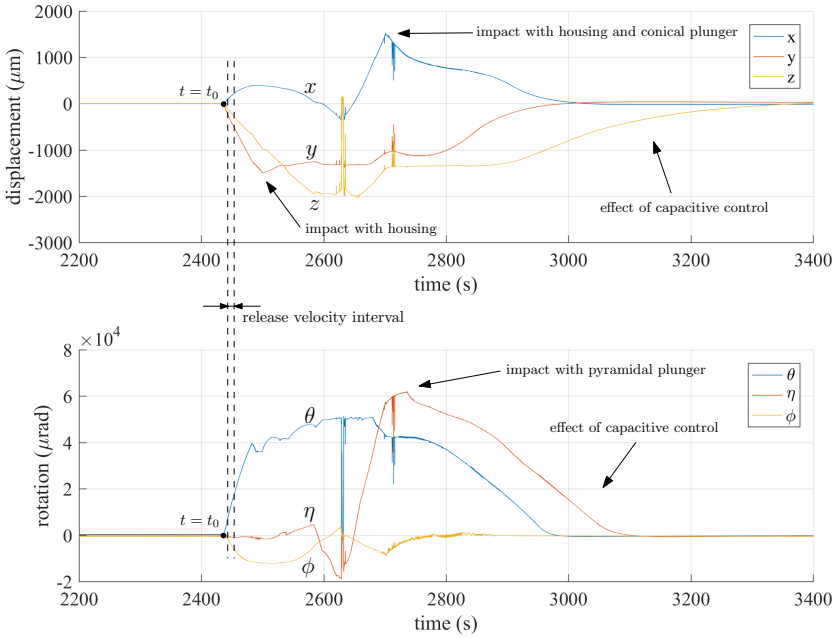 2000
1000
0
-1000
-2000
-3000
displacement (μm)
2200
2400
2600
2800
3000
3200
3400
time (s)
t = t₀
x
y
z
impact with housing and conical plunger
impact with housing
effect of capacitive control
x
y
z
release velocity interval
×10⁴
8
6
4
2
0
-2
rotation (μrad)
2200
2400
2600
2800
3000
3200
3400
time (s)
t = t₀
θ
η
ϕ
impact with pyramidal plunger
effect of capacitive control
θ
η
ϕ